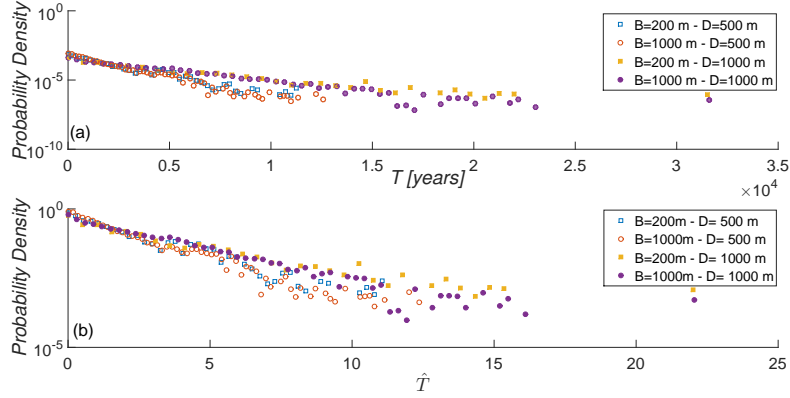 Probability Density
10^0
10^-5
10^-10
(a)
B=200 m - D=500 m
B=1000 m - D=500 m
B=200 m - D=1000 m
B=1000 m - D=1000 m
0 0.5 1 1.5 2 2.5 3 3.5
T [years]
×10^4
Probability Density
10^0
10^-5
(b)
B=200m - D= 500 m
B=1000m - D= 500 m
B=200m - D= 1000 m
B=1000m - D= 1000 m
0 5 10 15 20 25
T̂